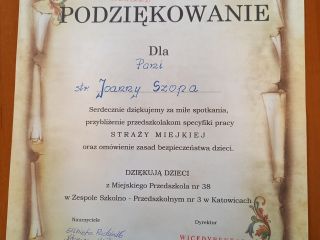 PODZIĘKOWANIE
Dla
Pani
str Joanny Szopa
Serdecznie dziękujemy za miłe spotkania,
przybliżenie przedszkolakom specyfiki pracy
STRAŻY MIEJKIEJ
oraz omówienie zasad bezpieczeństwa dzieci.
DZIĘKUJĄ DZIECI
z Miejskiego Przedszkola nr 38
w Zespole Szkolno - Przedszkolnym nr 3 w Katowicach
Nauczyciele
Dyrektor